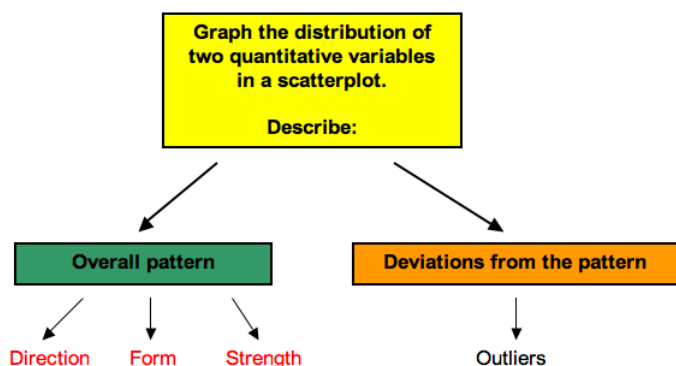 Graph the distribution of
two quantitative variables
in a scatterplot.
Describe:
Overall pattern
Deviations from the pattern
Direction
Form
Strength
Outliers